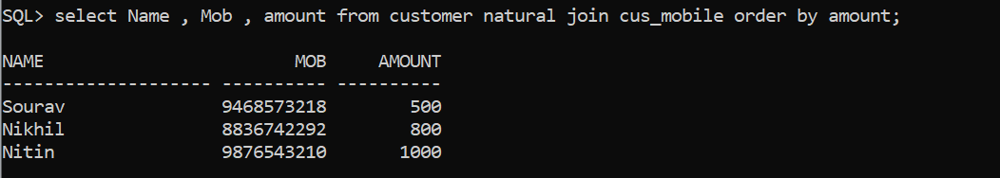 SQL> select Name , Mob , amount from customer natural join cus_mobile order by amount;
NAME                        MOB     AMOUNT
-------------------- ---------- ----------
Sourav               9468573218        500
Nikhil               8836742292        800
Nitin                9876543210       1000